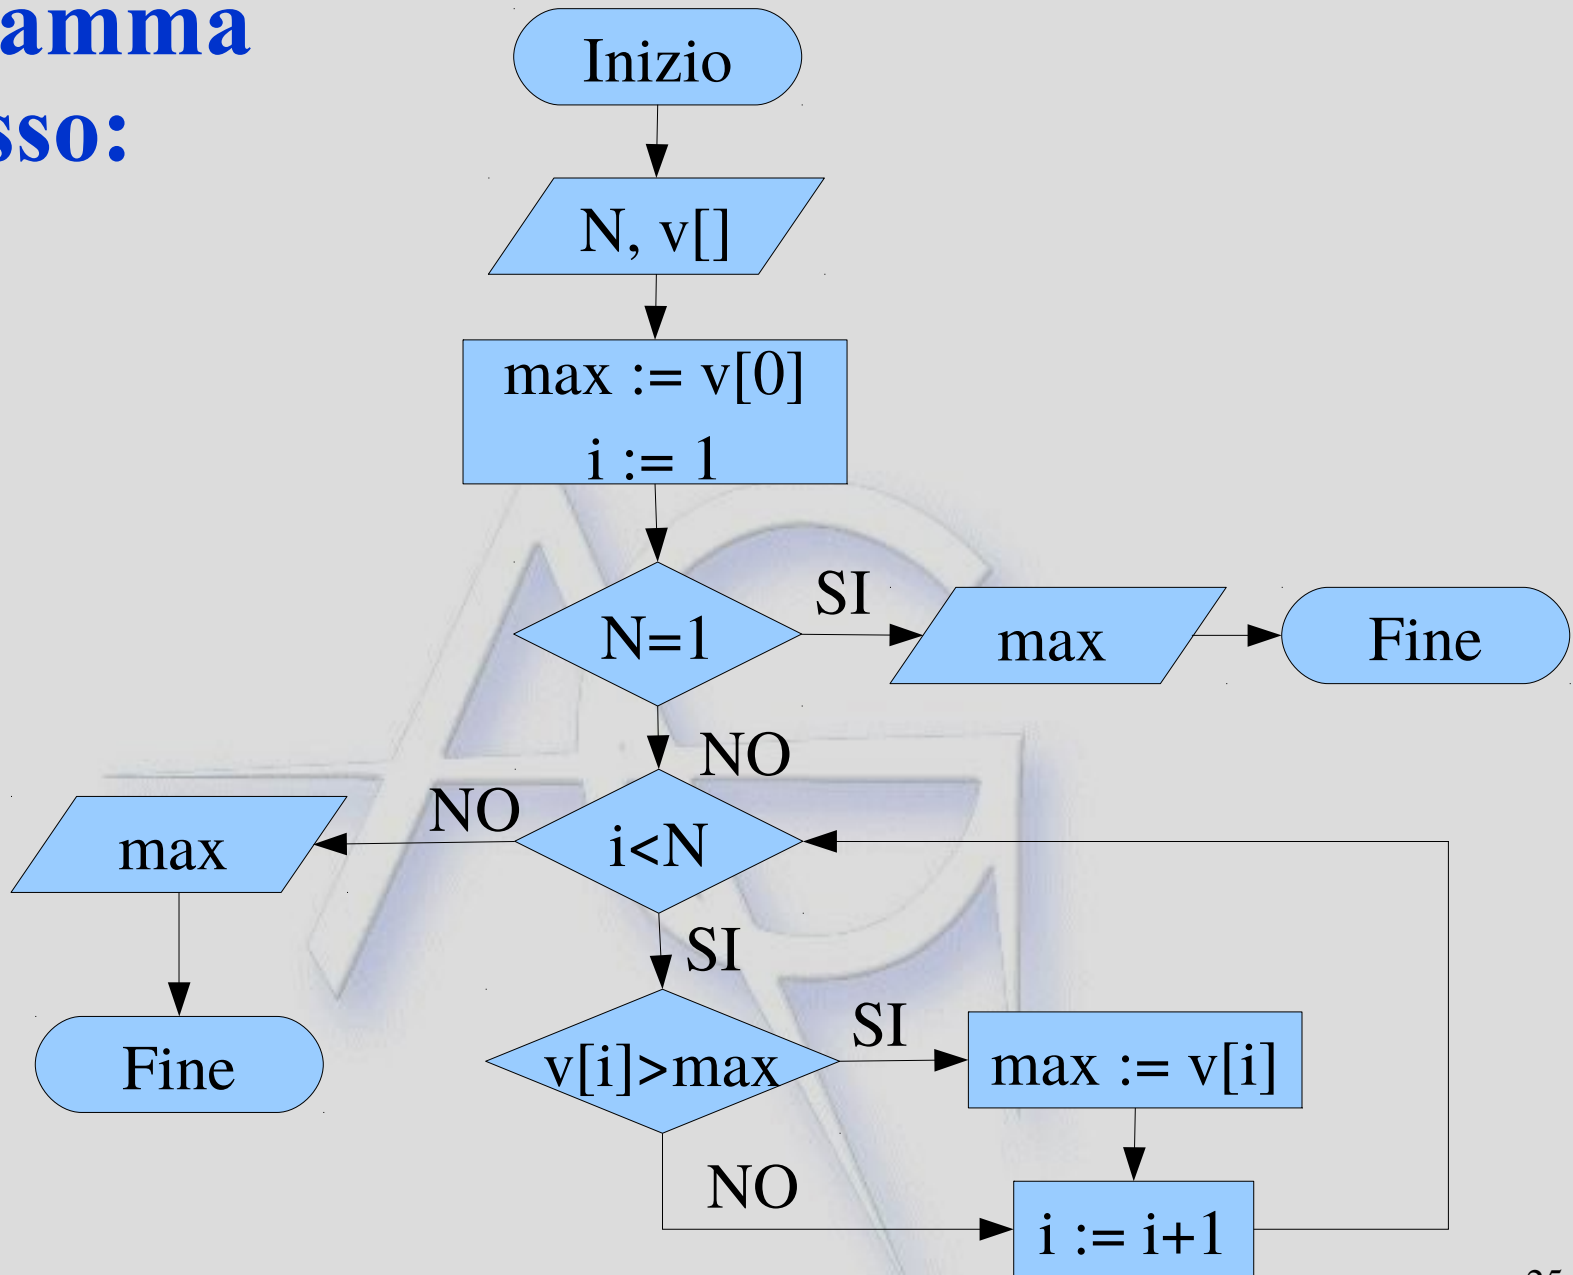 amma
sso:
Inizio
N, v[]
max := v[0]
i := 1
N=1
SI
max
Fine
NO
NO
i<N
max
SI
v[i]>max
SI
max := v[i]
Fine
NO
i := i+1